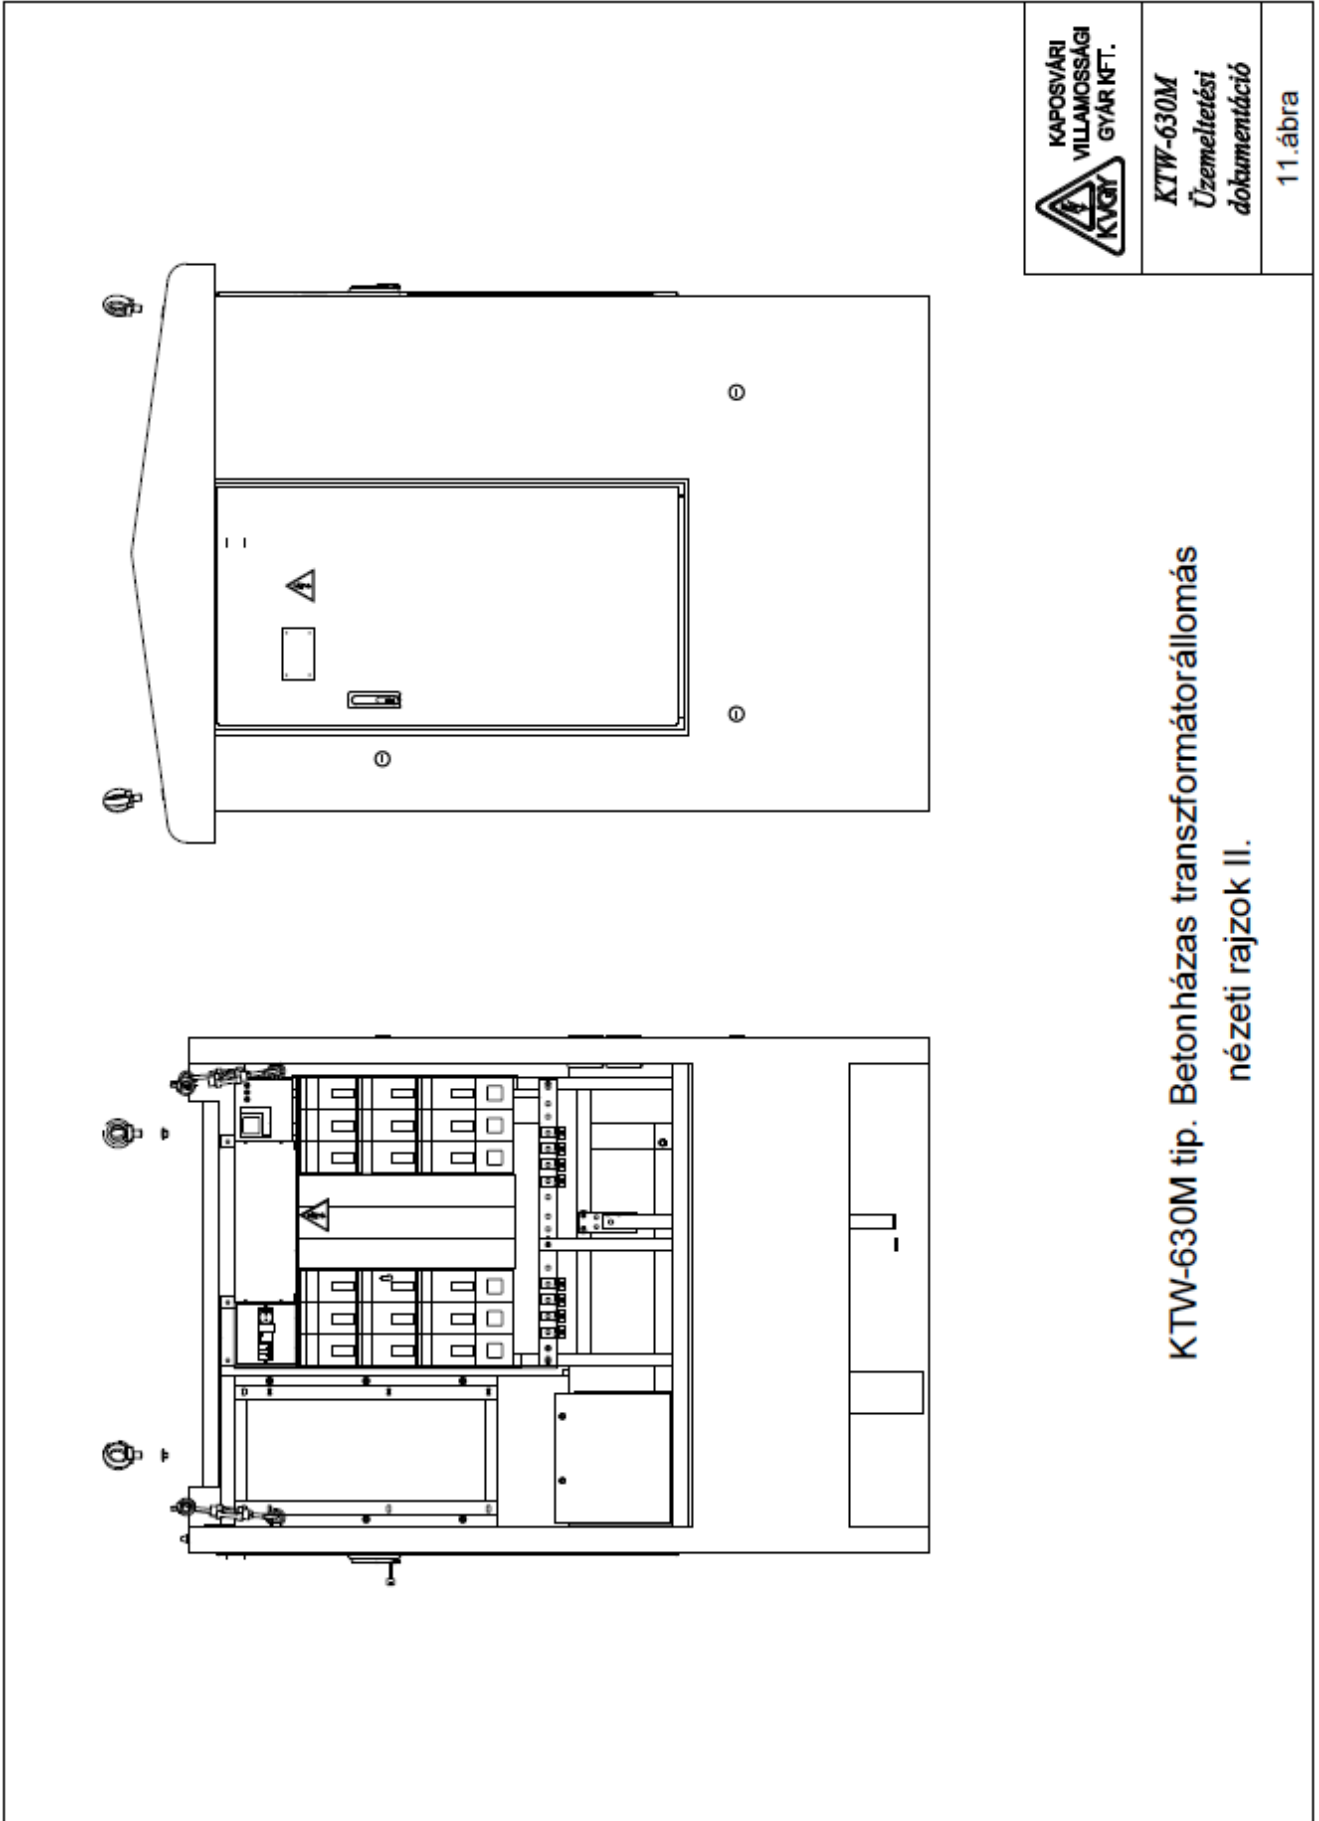 KAPOSVÁRI
VILLAMOSSÁGI
GYÁR KFT.
KVGY
KTW-630M
Üzemeltetési
dokumentáció
11.ábra
KTW-630M tip. Betonházas transzformátorállomás
nézeti rajzok II.